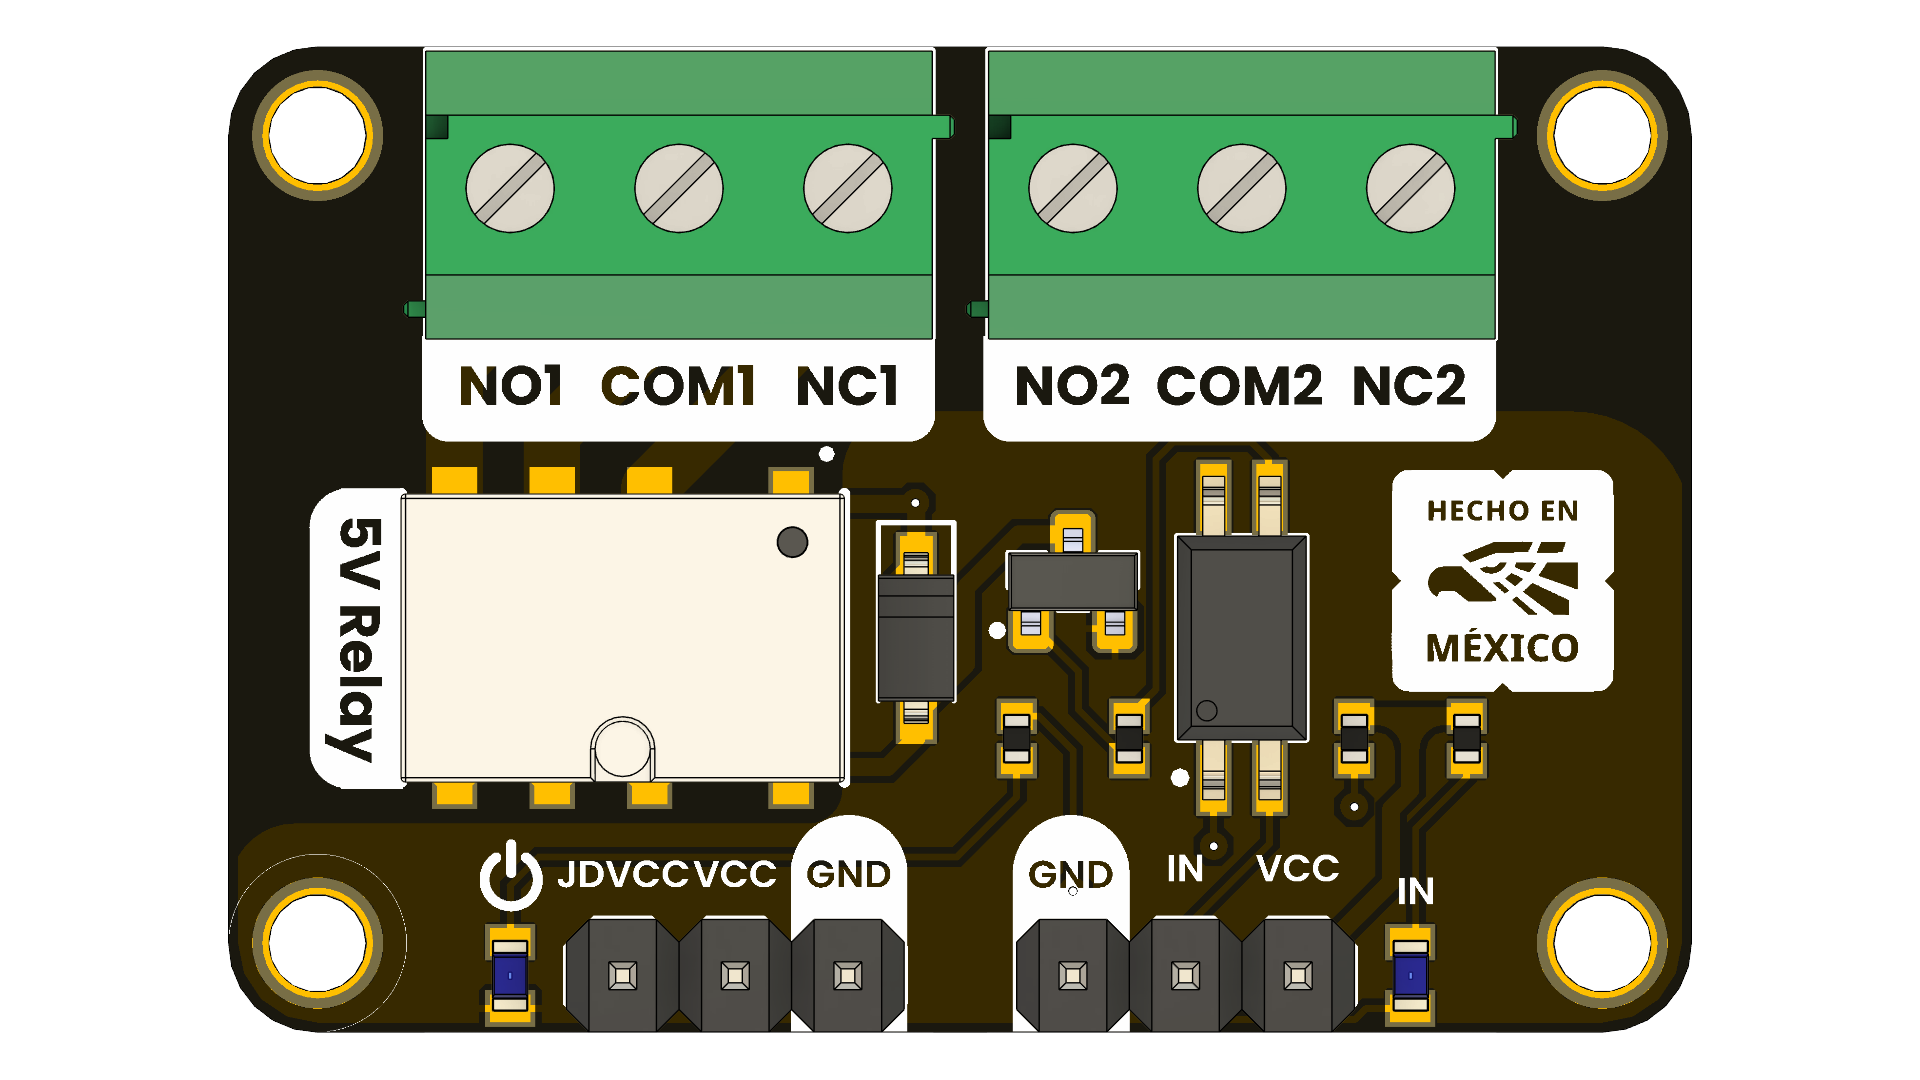 NO1 COM1 NC1
NO2 COM2 NC2
5V Relay
HECHO EN
MÉXICO
JDVCC VCC GND
GND IN VCC
IN